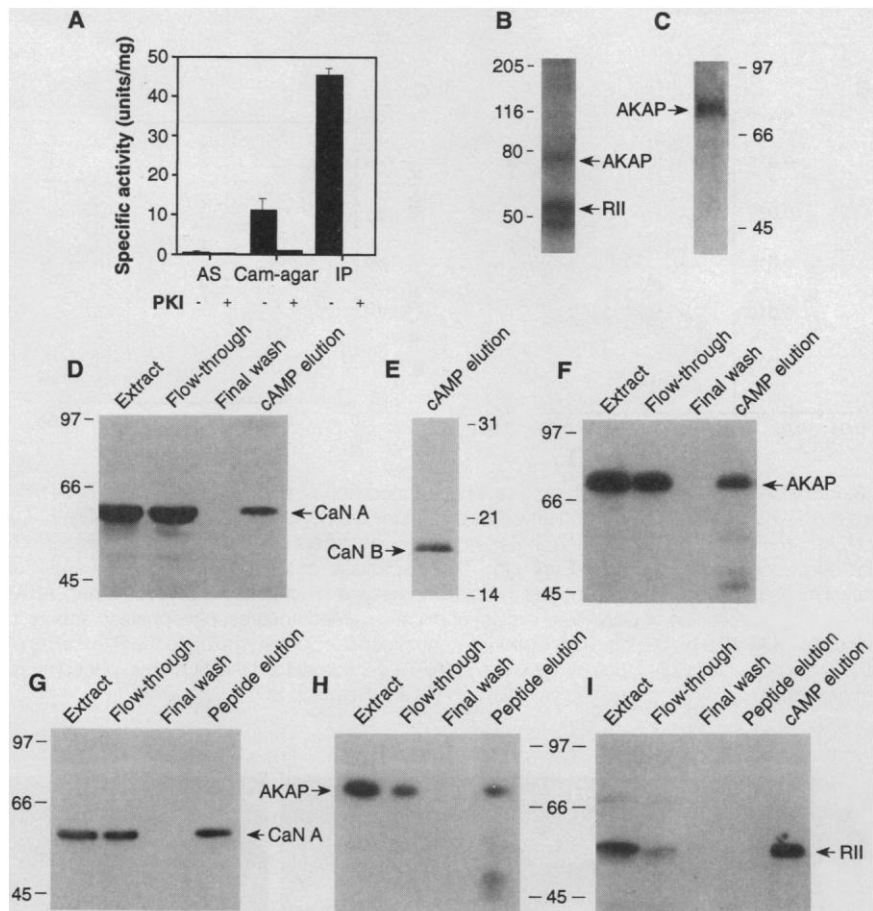 A
Specific activity (units/mg)
50
40
30
20
10
0
AS Cam-agar IP
PKI - + - + - +
B
205 -
116 -
80 -
50 -
AKAP
RII
C
- 97
AKAP
- 66
- 45
D
Extract
Flow-through
Final wash
cAMP elution
97 -
66 -
45 -
CaN A
E
cAMP elution
- 31
- 21
CaN B
- 14
F
Extract
Flow-through
Final wash
cAMP elution
97 -
66 -
45 -
AKAP
G
Extract
Flow-through
Final wash
Peptide elution
97 -
66 -
45 -
CaN A
H
Extract
Flow-through
Final wash
Peptide elution
AKAP
I
Extract
Flow-through
Final wash
Peptide elution
cAMP elution
- 97 -
- 66 -
- 45 -
RII